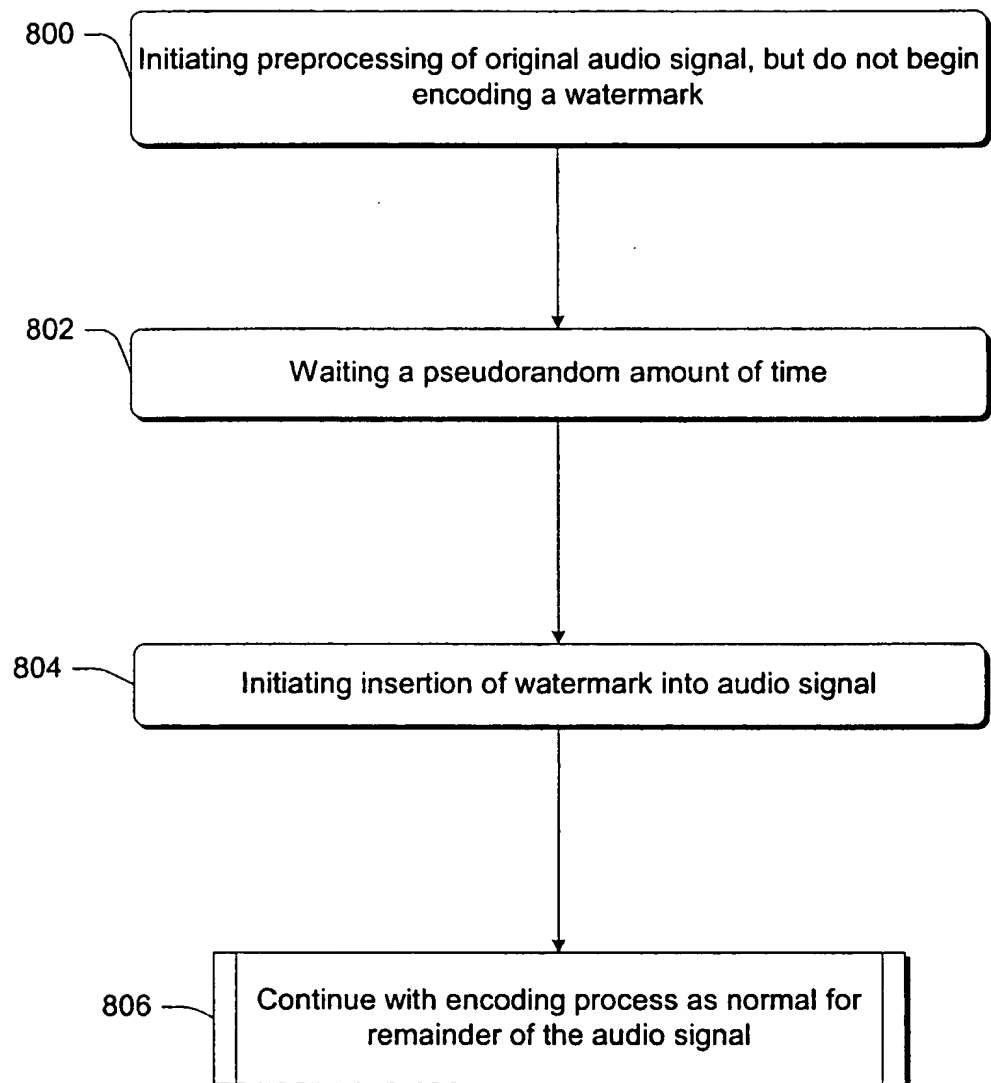 800
Initiating preprocessing of original audio signal, but do not begin
encoding a watermark
802
Waiting a pseudorandom amount of time
804
Initiating insertion of watermark into audio signal
806
Continue with encoding process as normal for
remainder of the audio signal